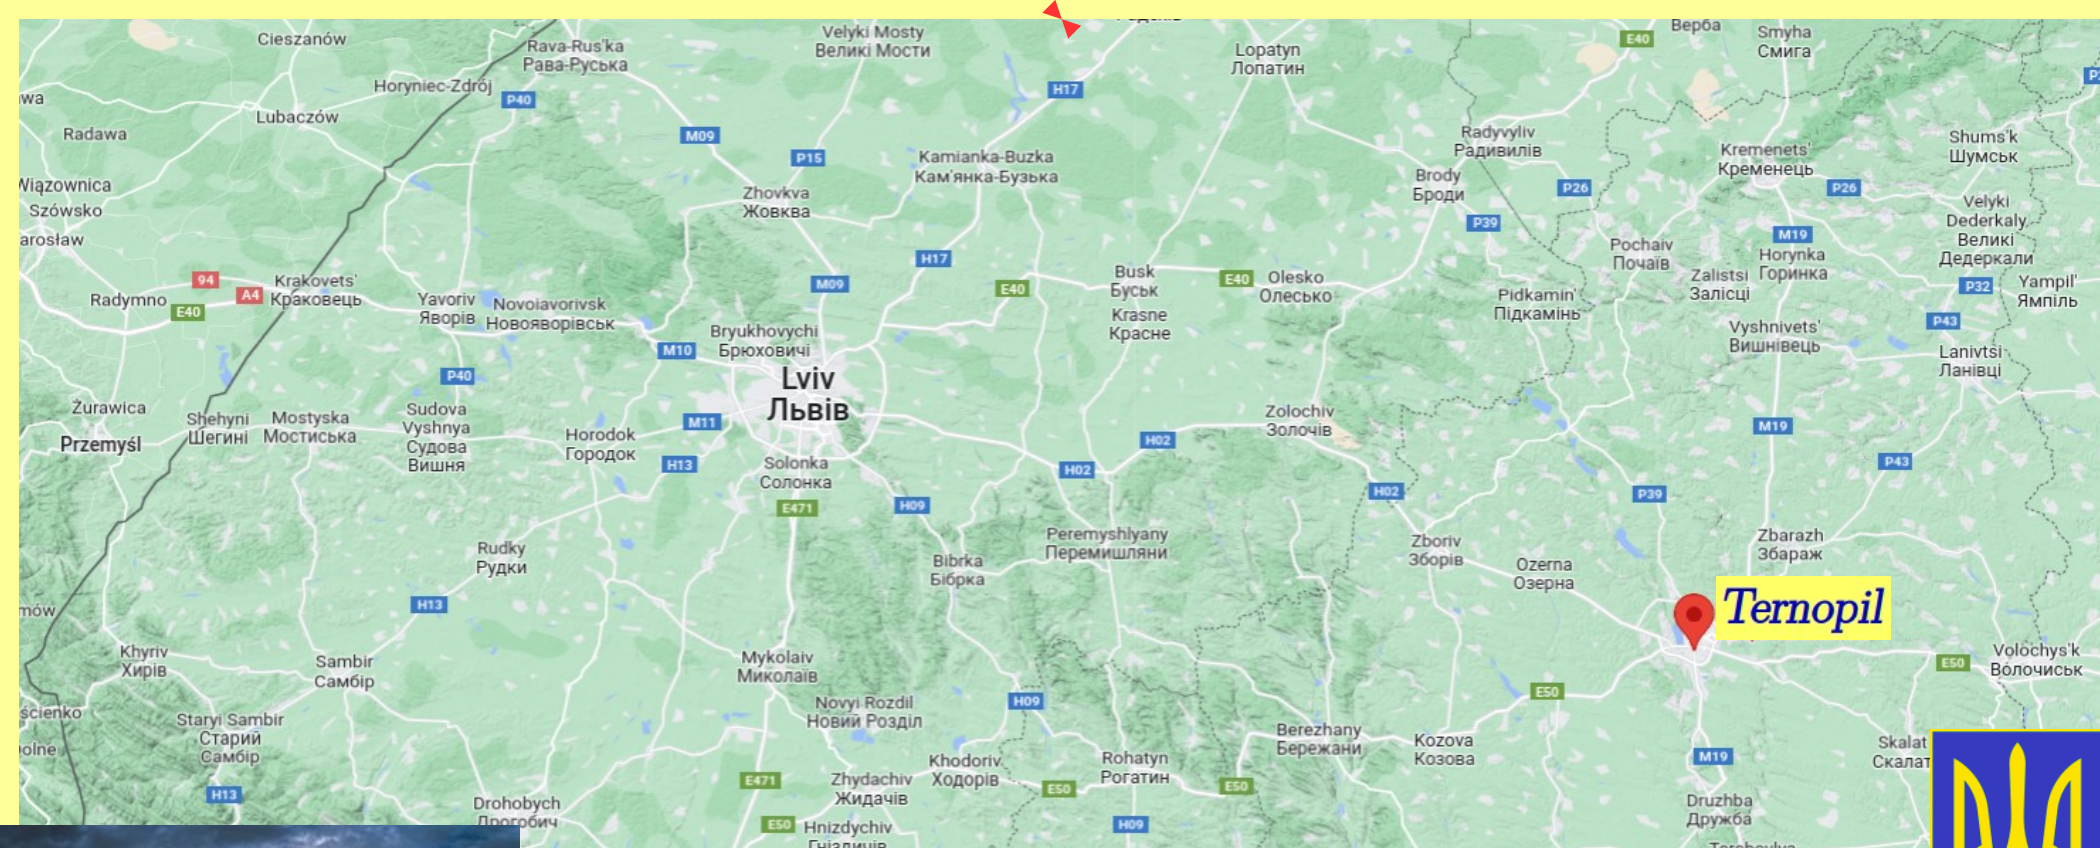 Cieszanów
Rava-Rus'ka
Рава-Руська
Velyki Mosty
Великі Мости
Lopatyn
Лопатин
E40
Верба
Smyha
Смига
Horyniec-Zdrój
P40
H17
Lubaczów
Radawa
M09
P15
Kamianka-Buzka
Кам'янка-Бузька
Radyvyliv
Радивилів
Kremenets'
Кременець
Shums'k
Шумськ
Wiązownica
Szówsko
Zhovkva
Жовква
Brody
Броди
P26
P26
P39
Velyki
Dederkaly
Великі
Дедеркали
M19
H17
Pochaiv
Почаїв
Horynka
Горинка
Zalistsi
Залісці
94
A4
Krakovets'
Краковець
Radymno
E40
Yavoriv
Яворів
Novoiavorivsk
Новояворівськ
M09
E40
Busk
Буськ
E40
Olesko
Олесько
Pidkamin'
Підкамінь
P32
Yampil'
Ямпіль
P43
Krasne
Красне
Bryukhovychi
Брюховичі
M10
Vyshnivets'
Вишнівець
Lanivtsi
Ланівці
P40
Lviv
Львів
Żurawica
Przemyśl
Shehyni
Шегині
Mostyska
Мостиська
Sudova
Vyshnya
Судова
Вишня
Horodok
Городок
M11
H13
Zolochiv
Золочів
H02
H02
H02
M19
P43
P39
Solonka
Солонка
E471
H09
Rudky
Рудки
Bibrka
Бібрка
Peremyshlyany
Перемишляни
Zboriv
Зборів
Ozerna
Озерна
Zbarazh
Збараж
H13
Ternopil
Khyriv
Хирів
Sambir
Самбір
Mykolaiv
Миколаїв
E50
Volochys'k
Волочиськ
E50
Novyi Rozdil
Новий Розділ
H09
Staryi Sambir
Старий
Самбір
Berezhany
Бережани
Kozova
Козова
Skalat
Скалат
M19
H13
E471
Zhydachiv
Жидачів
Khodoriv
Ходорів
Rohatyn
Рогатин
E50
E50
Drohobych
Дрогобич
E50
Hnizdychiv
H09
Druzhba
Дружба